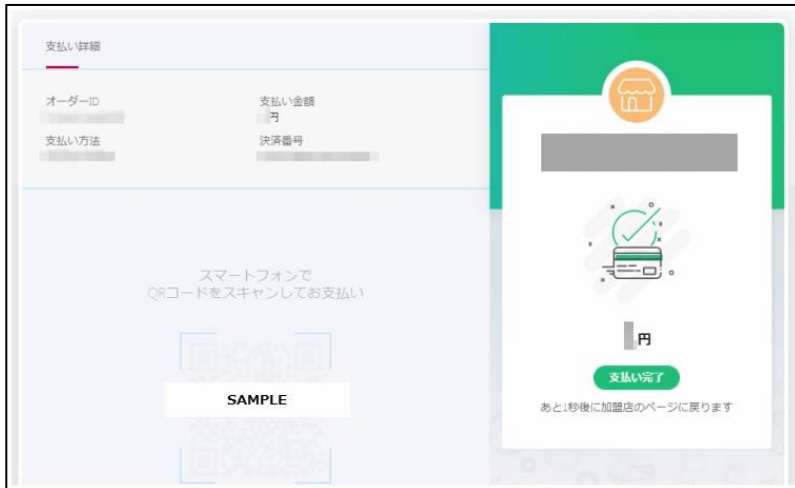 支払い詳細
オーダーID
支払い金額
円
支払い方法
決済番号
スマートフォンで
QRコードをスキャンしてお支払い
SAMPLE
円
支払い完了
あと1秒後に加盟店のページに戻ります